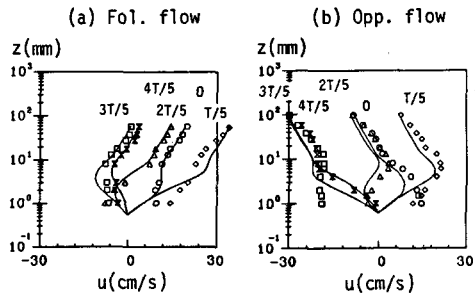 (a) Fol. flow
(b) Opp. flow
z(mm)
z(mm)
4T/5 0
3T/5 2T/5 T/5
2T/5
3T/5 4T/5 0 T/5
10³
10²
10¹
10⁰
10⁻¹
-30 0 30
u(cm/s)
10³
10²
10¹
10⁰
10⁻¹
-30 0 30
u(cm/s)